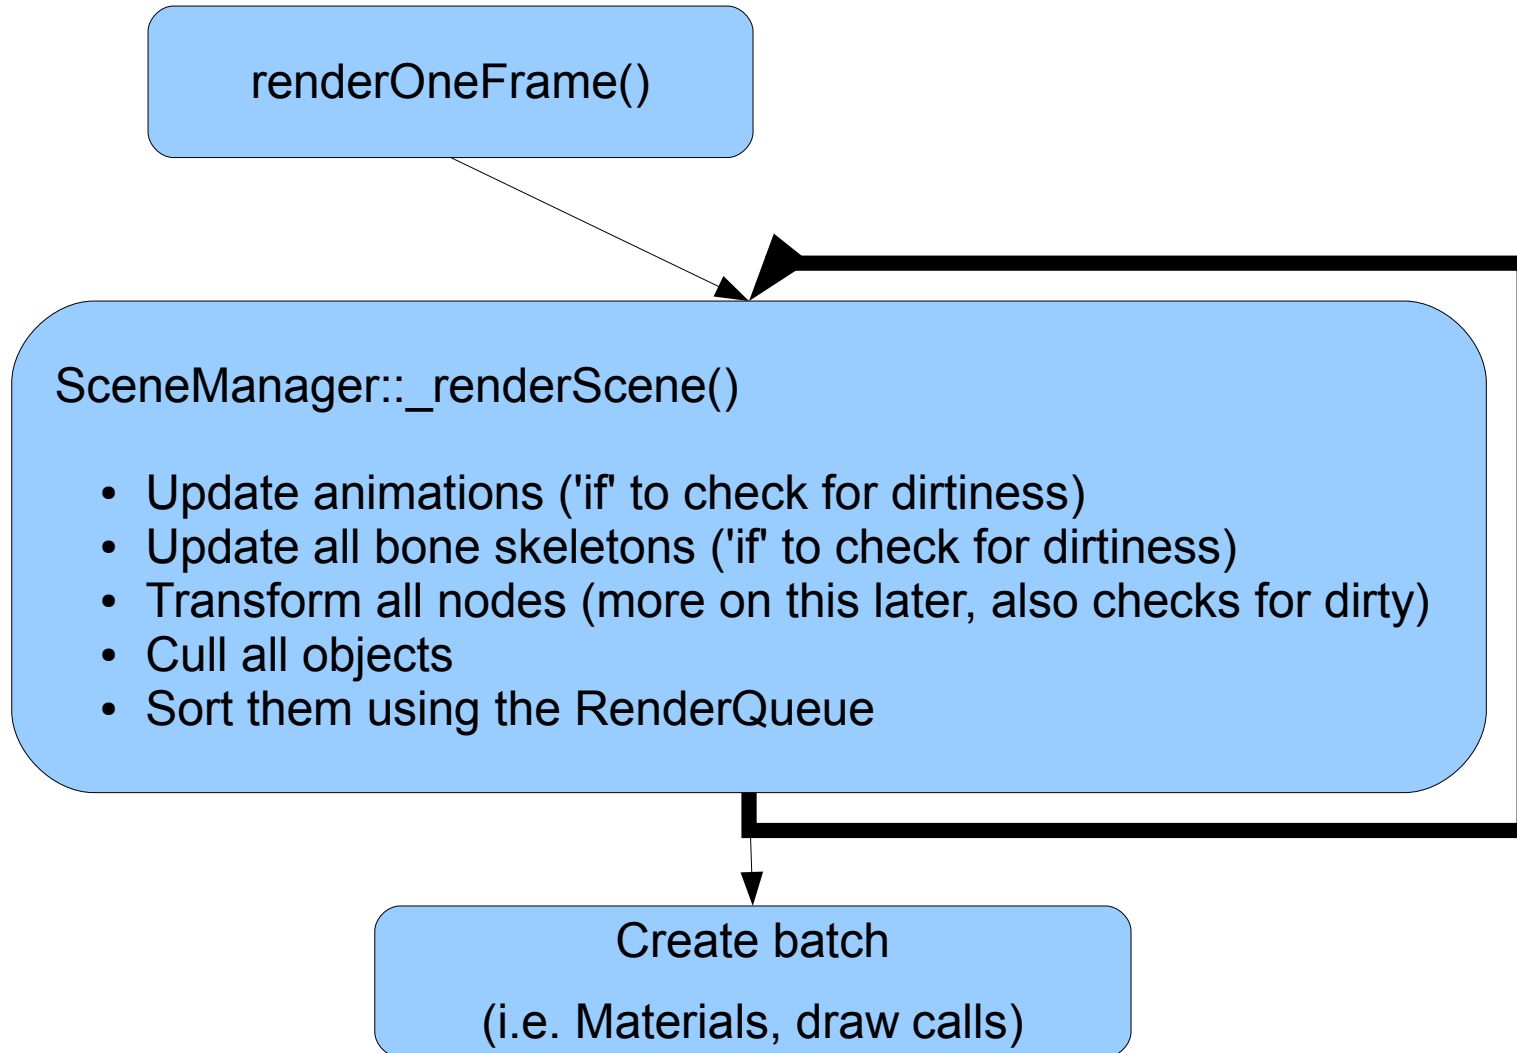 renderOneFrame()
SceneManager::_renderScene()
• Update animations ('if' to check for dirtiness)
• Update all bone skeletons ('if' to check for dirtiness)
• Transform all nodes (more on this later, also checks for dirty)
• Cull all objects
• Sort them using the RenderQueue
Create batch
(i.e. Materials, draw calls)